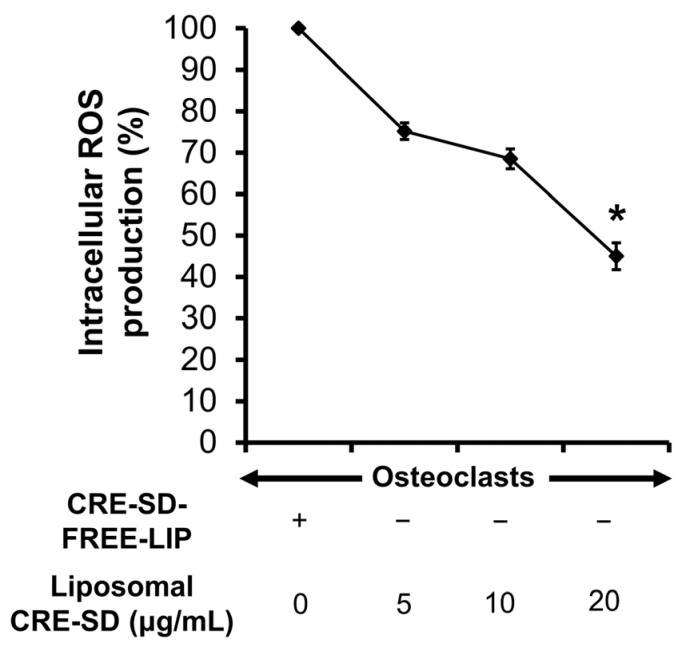 100
90
80
70
60
50
40
30
20
10
0
Intracellular ROS
production (%)
*
Osteoclasts
CRE-SD-
FREE-LIP
+ – – –
Liposomal
CRE-SD (µg/mL)
0 5 10 20